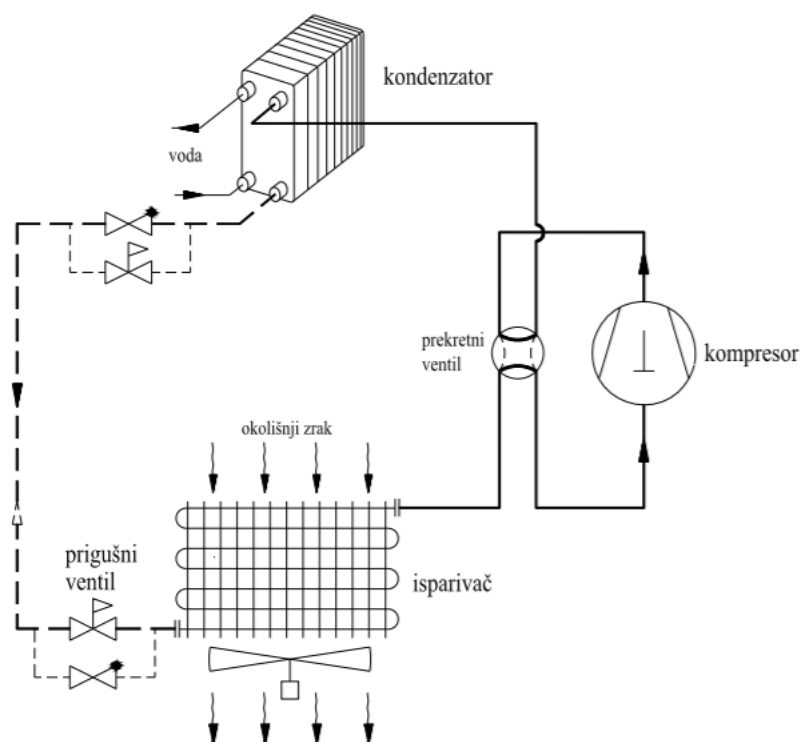 kondenzator
voda
prekretni
ventil
kompresor
okolišnji zrak
prigušni
ventil
isparivač